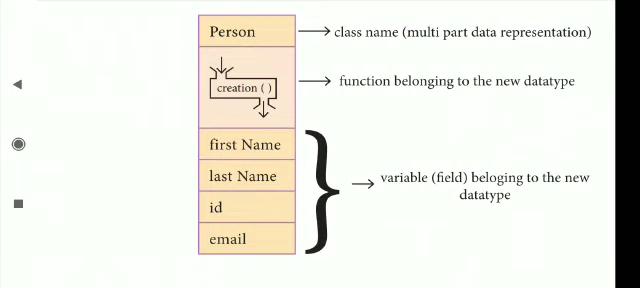 Person
class name (multi part data representation)
creation ( )
function belonging to the new datatype
first Name
last Name
id
email
variable (field) beloging to the new
datatype